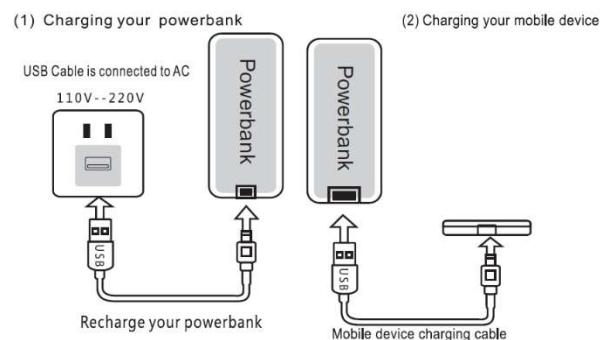 (1) Charging your powerbank
(2) Charging your mobile device
USB Cable is connected to AC
110V--220V
Powerbank
Powerbank
USB
USB
Recharge your powerbank
Mobile device charging cable